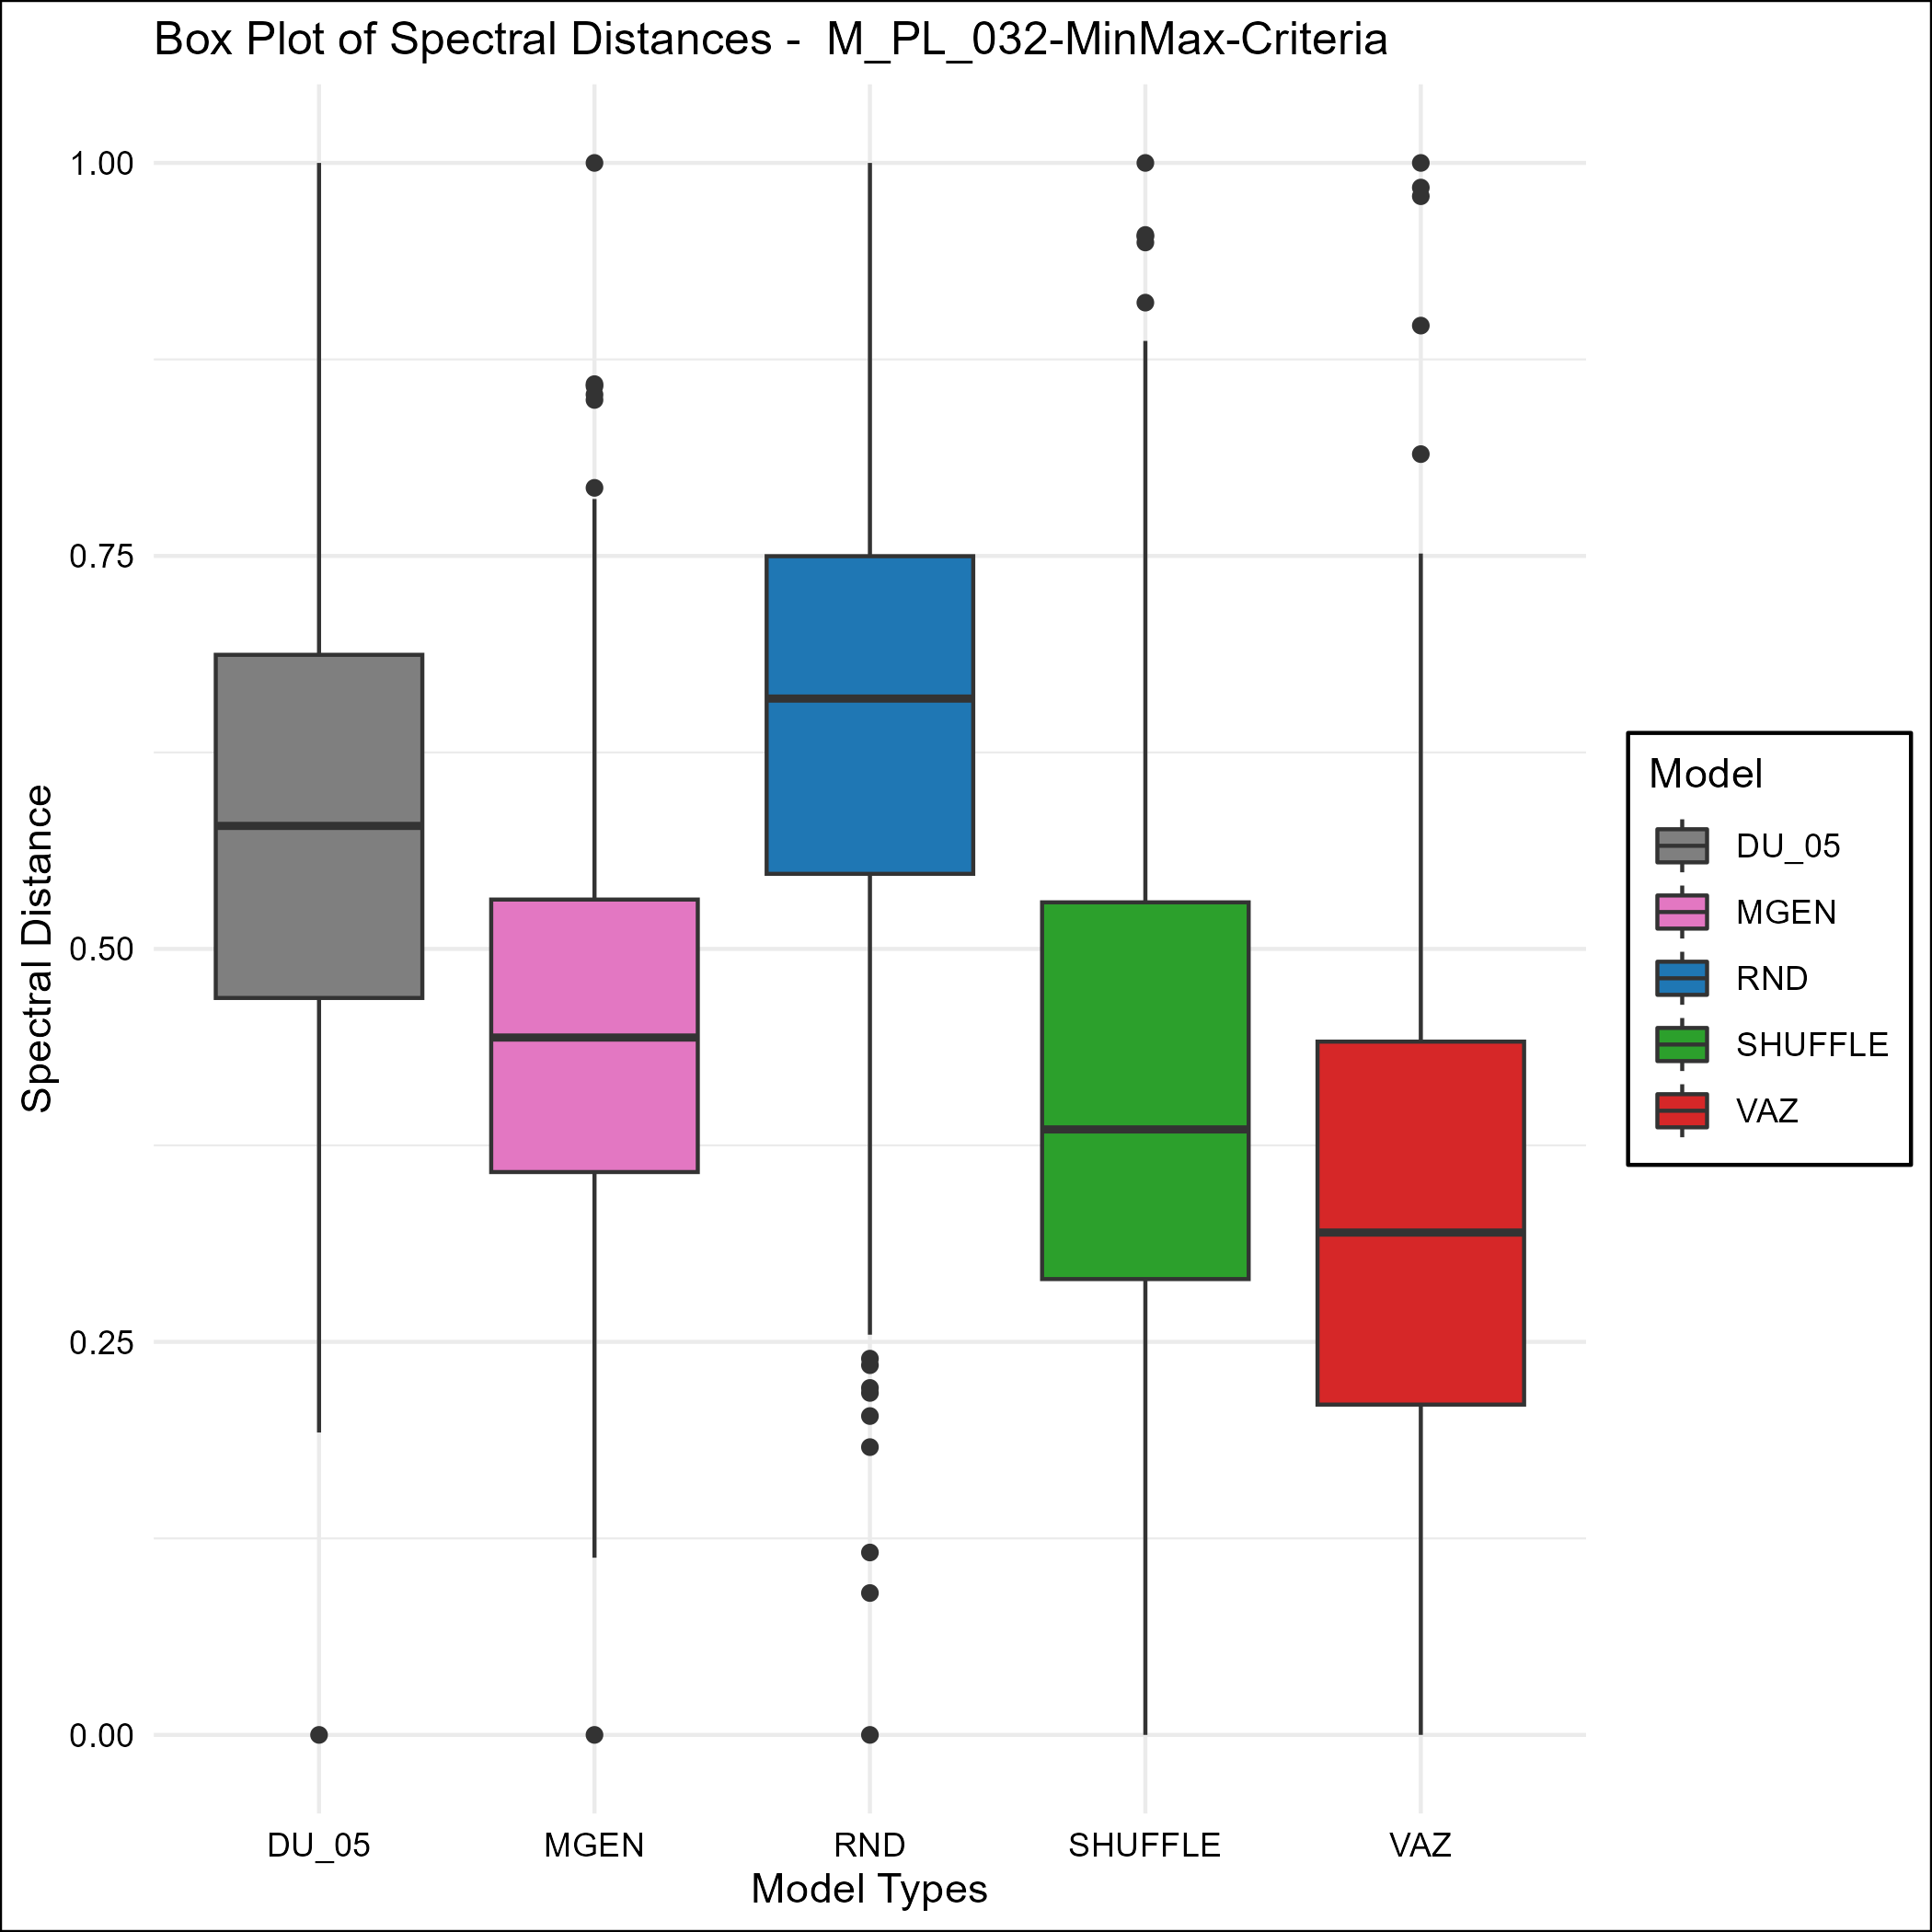 Box Plot of Spectral Distances -  M_PL_032-MinMax-Criteria
Spectral Distance
1.00
0.75
0.50
0.25
0.00
DU_05 MGEN RND SHUFFLE VAZ
Model Types
Model
DU_05
MGEN
RND
SHUFFLE
VAZ